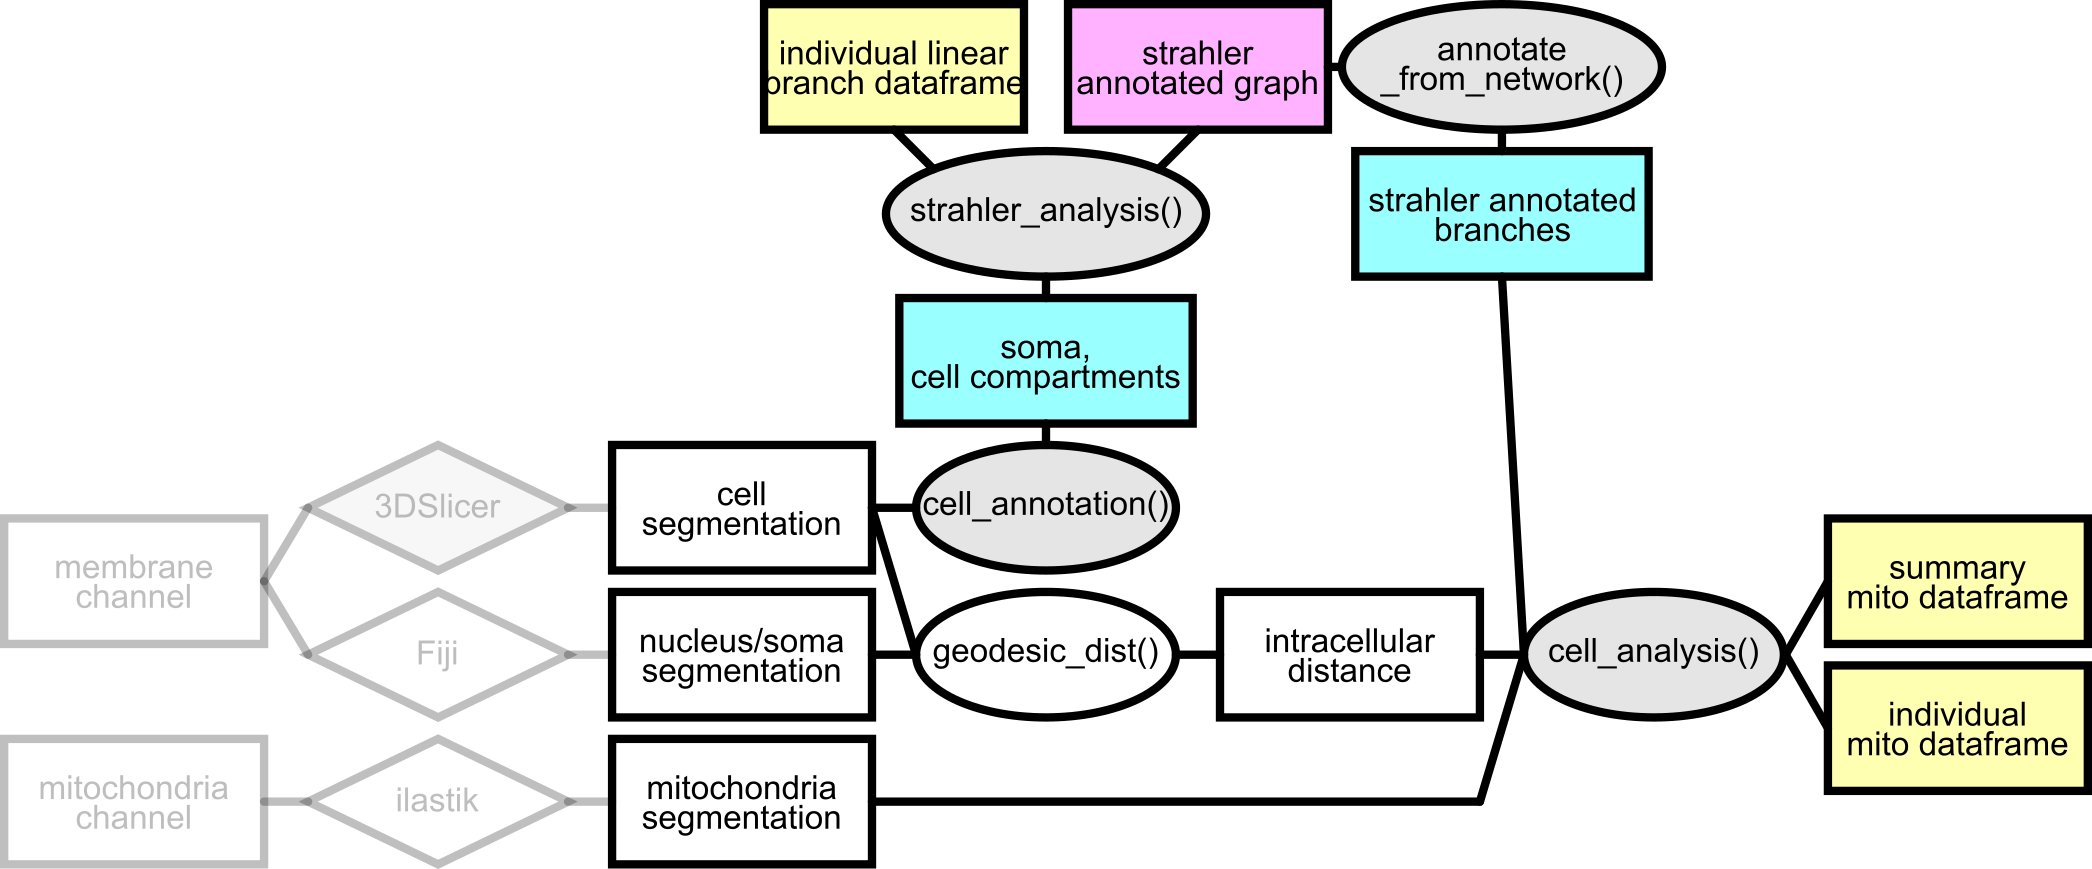 individual linear
branch dataframe
strahler
annotated graph
annotate
_from_network()
strahler_analysis()
strahler annotated
branches
soma,
cell compartments
3DSlicer
cell
segmentation
cell_annotation()
membrane
channel
summary
mito dataframe
Fiji
nucleus/soma
segmentation
geodesic_dist()
intracellular
distance
cell_analysis()
individual
mito dataframe
mitochondria
channel
ilastik
mitochondria
segmentation